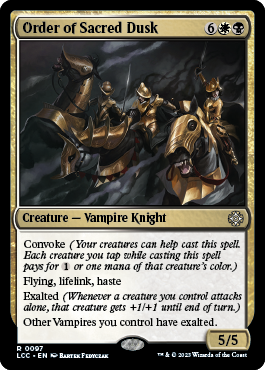 Order of Sacred Dusk 6
Creature — Vampire Knight
Convoke (Your creatures can help cast this spell.
Each creature you tap while casting this spell
pays for 1 or one mana of that creature's color.)
Flying, lifelink, haste
Exalted (Whenever a creature you control attacks
alone, that creature gets +1/+1 until end of turn.)
Other Vampires you control have exalted.
5/5
R 0097
LCC • EN Bartek Fedyczak ™ & © 2023 Wizards of the Coast